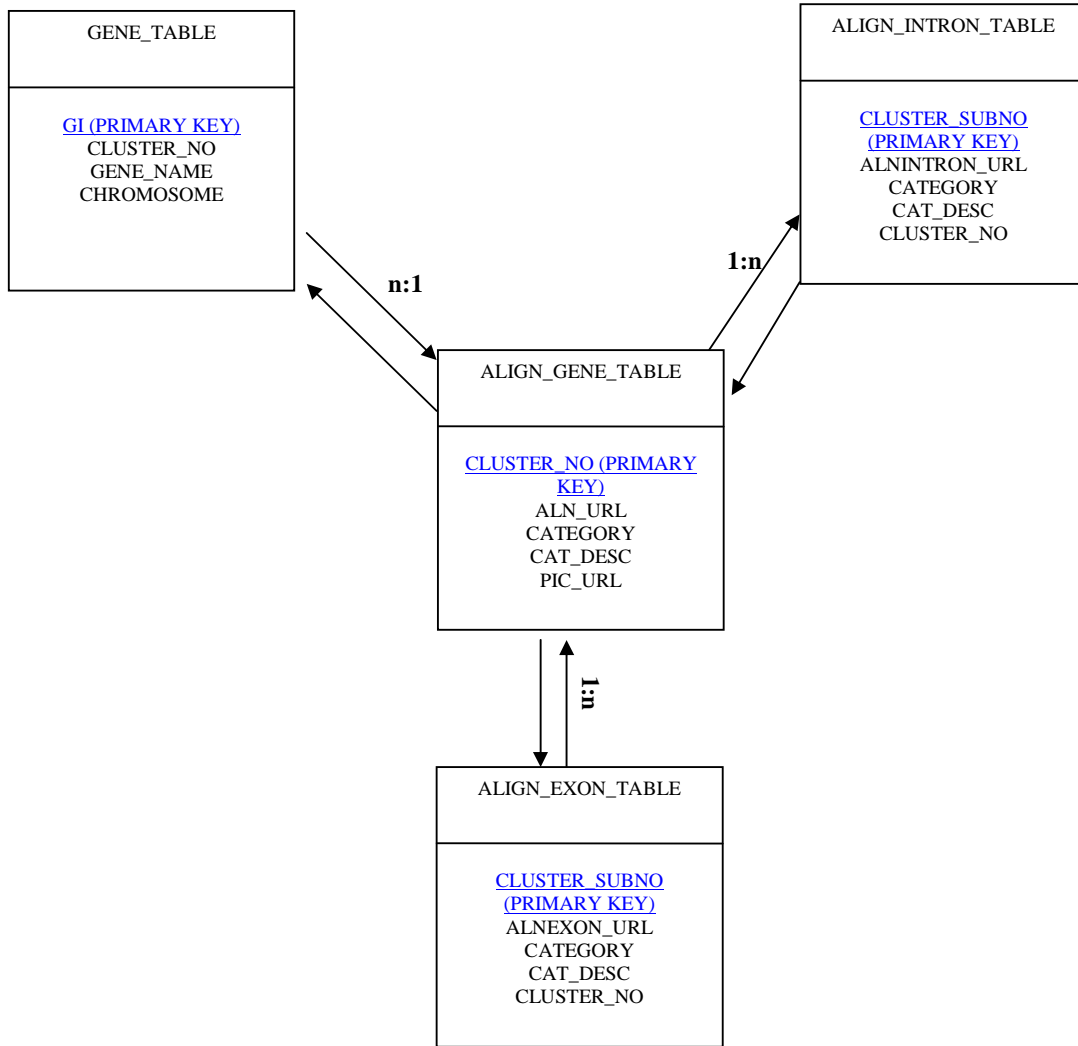 GENE_TABLE
GI (PRIMARY KEY)
CLUSTER_NO
GENE_NAME
CHROMOSOME
ALIGN_INTRON_TABLE
CLUSTER_SUBNO
(PRIMARY KEY)
ALNINTRON_URL
CATEGORY
CAT_DESC
CLUSTER_NO
n:1
1:n
ALIGN_GENE_TABLE
CLUSTER_NO (PRIMARY
KEY)
ALN_URL
CATEGORY
CAT_DESC
PIC_URL
1:n
ALIGN_EXON_TABLE
CLUSTER_SUBNO
(PRIMARY KEY)
ALNEXON_URL
CATEGORY
CAT_DESC
CLUSTER_NO